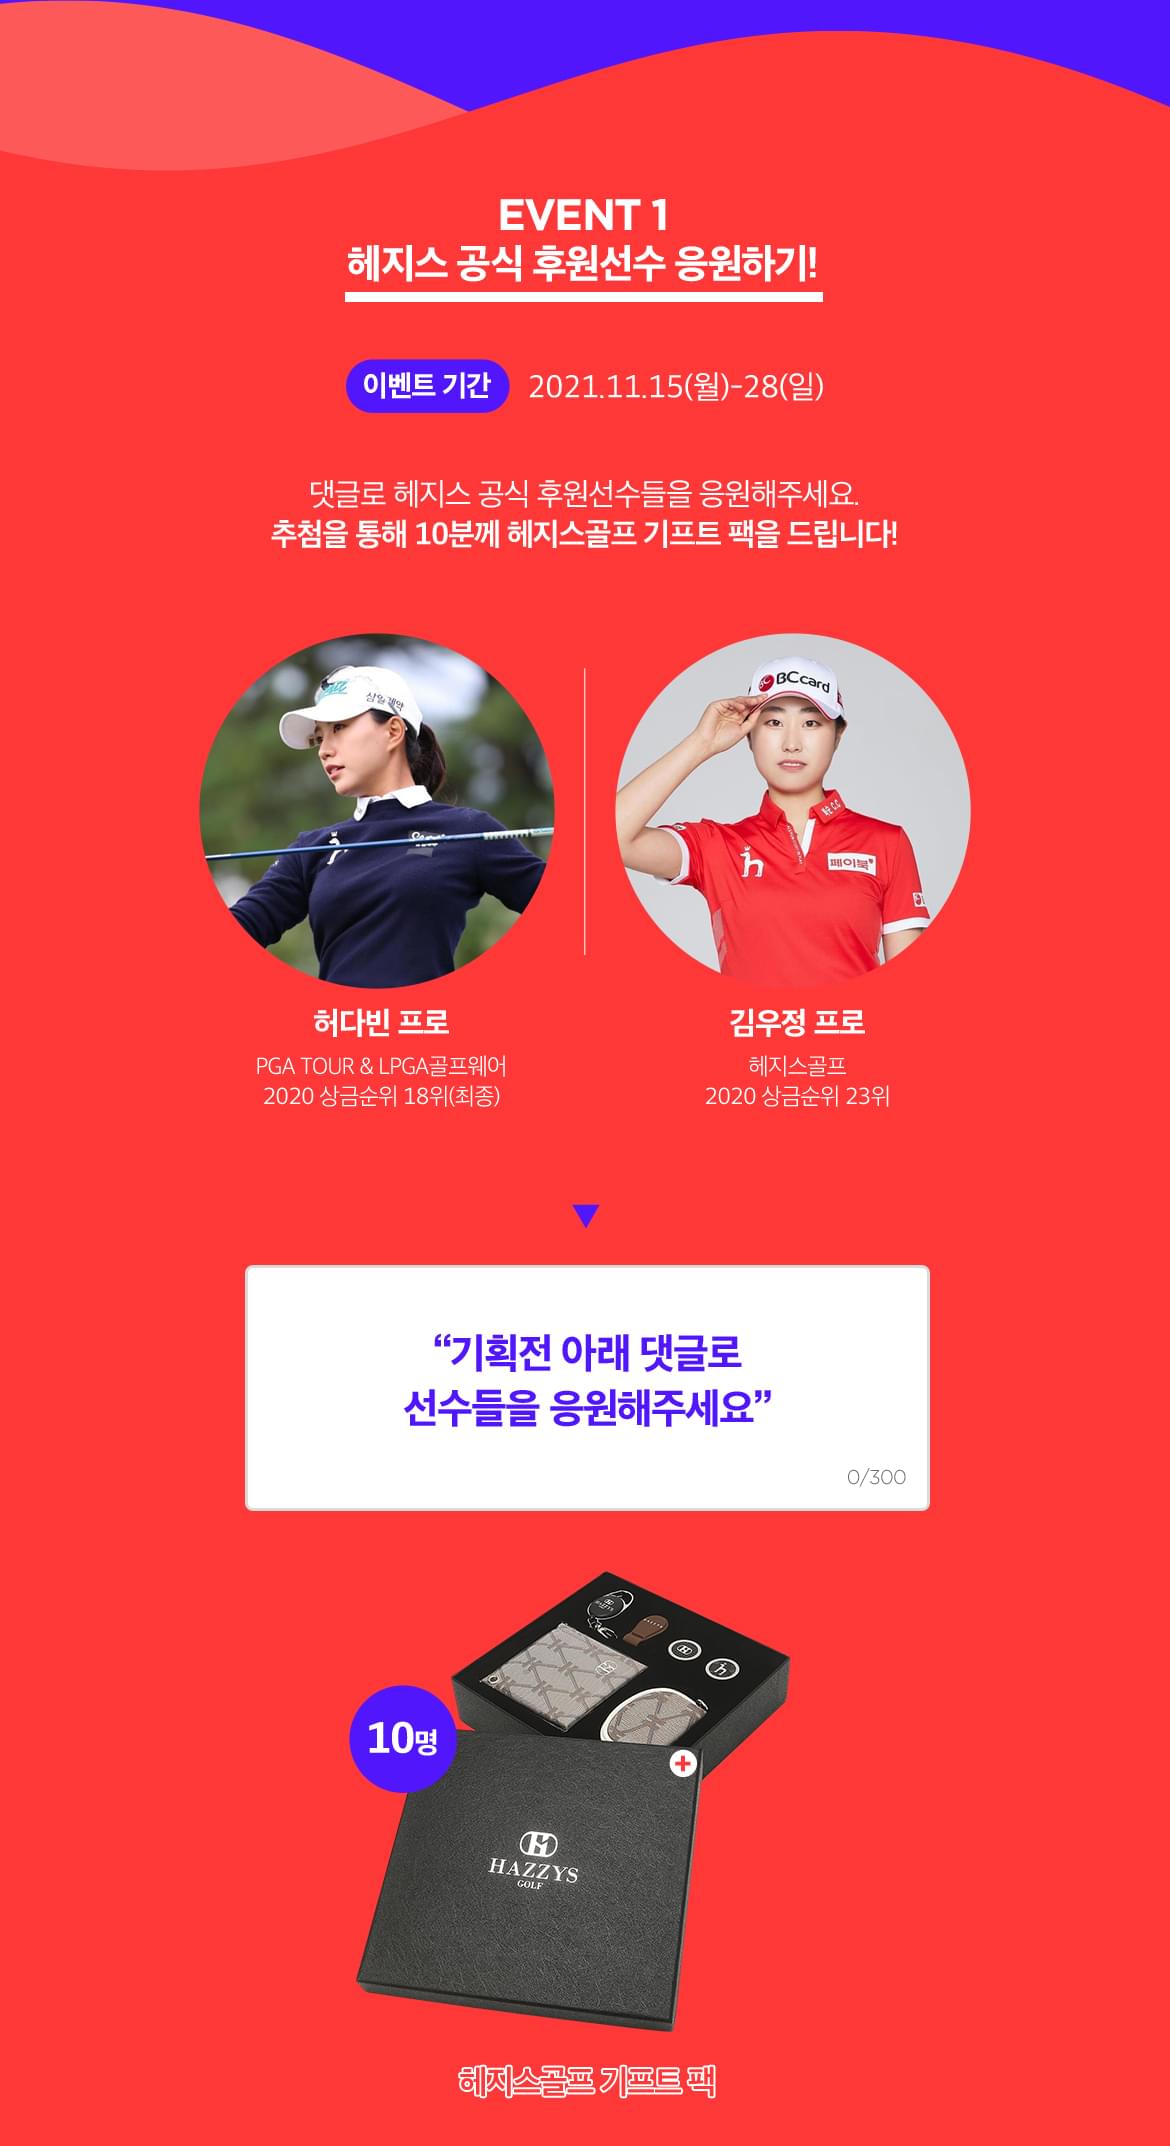 EVENT 1
헤지스 공식 후원선수 응원하기!
이벤트 기간 2021.11.15(월)-28(일)
댓글로 헤지스 공식 후원선수들을 응원해주세요.
추첨을 통해 10분께 헤지스골프 기프트 팩을 드립니다!
삼일제약
BCcard
페이북
허다빈 프로
PGA TOUR & LPGA골프웨어
2020 상금순위 18위(최종)
김우정 프로
헤지스골프
2020 상금순위 23위
“기획전 아래 댓글로
선수들을 응원해주세요”
0/300
10명
HAZZYS
GOLF
헤지스골프 기프트 팩